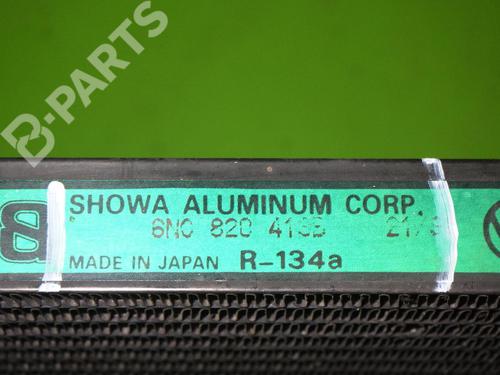 B-PARTS
SHOWA ALUMINUM CORP.
6N0 820 413B
MADE IN JAPAN R-134a